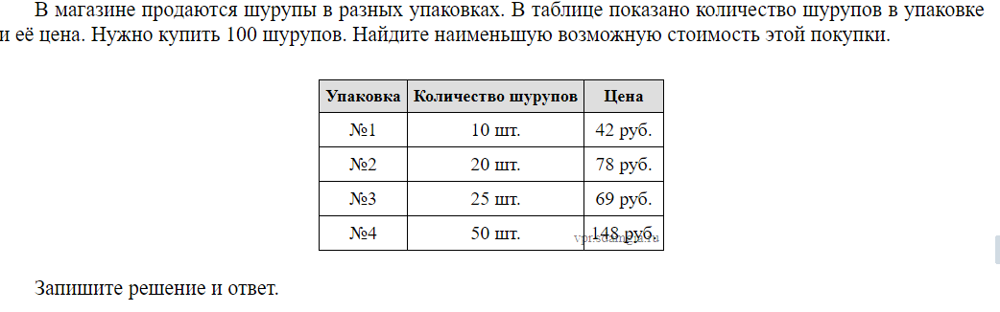 В магазине продаются шурупы в разных упаковках. В таблице показано количество шурупов в упаковке
и её цена. Нужно купить 100 шурупов. Найдите наименьшую возможную стоимость этой покупки.
Упаковка Количество шурупов Цена
№1 10 шт. 42 руб.
№2 20 шт. 78 руб.
№3 25 шт. 69 руб.
№4 50 шт. 148 руб.
vpr.sdamgia.ru
Запишите решение и ответ.